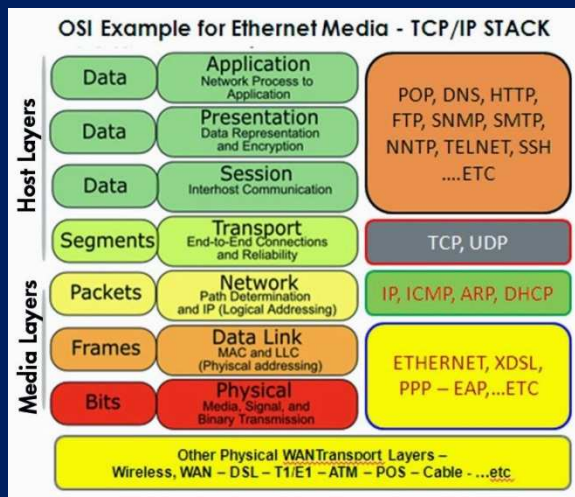 OSI Example for Ethernet Media - TCP/IP STACK
Host Layers
Data
Application
Network Process to
Application
Data
Presentation
Data Representation
and Encryption
Data
Session
Interhost Communication
POP, DNS, HTTP,
FTP, SNMP, SMTP,
NNTP, TELNET, SSH
....ETC
Segments
Transport
End-to-End Connections
and Reliability
TCP, UDP
Media Layers
Packets
Network
Path Determination
and IP (Logical Addressing)
IP, ICMP, ARP, DHCP
Frames
Data Link
MAC and LLC
(Phyiscal addressing)
Bits
Physical
Media, Signal, and
Binary Transmission
ETHERNET, XDSL,
PPP – EAP,...ETC
Other Physical WANTransport Layers –
Wireless, WAN – DSL – T1/E1 –ATM – POS – Cable - ...etc